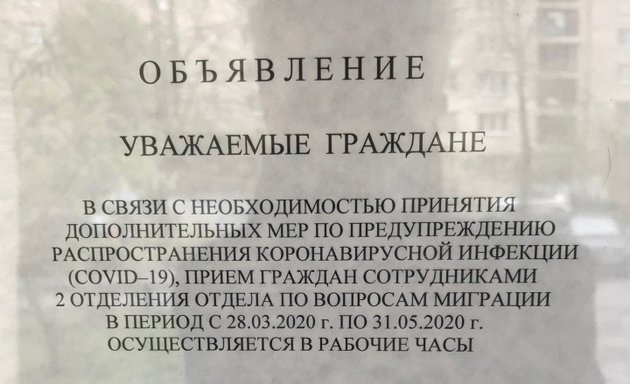 ОБЪЯВЛЕНИЕ
УВАЖАЕМЫЕ ГРАЖДАНЕ
В СВЯЗИ С НЕОБХОДИМОСТЬЮ ПРИНЯТИЯ
ДОПОЛНИТЕЛЬНЫХ МЕР ПО ПРЕДУПРЕЖДЕНИЮ
РАСПРОСТРАНЕНИЯ КОРОНАВИРУСНОЙ ИНФЕКЦИИ
(COVID–19), ПРИЕМ ГРАЖДАН СОТРУДНИКАМИ
2 ОТДЕЛЕНИЯ ОТДЕЛА ПО ВОПРОСАМ МИГРАЦИИ
В ПЕРИОД С 28.03.2020 г. ПО 31.05.2020 г.
ОСУЩЕСТВЛЯЕТСЯ В РАБОЧИЕ ЧАСЫ